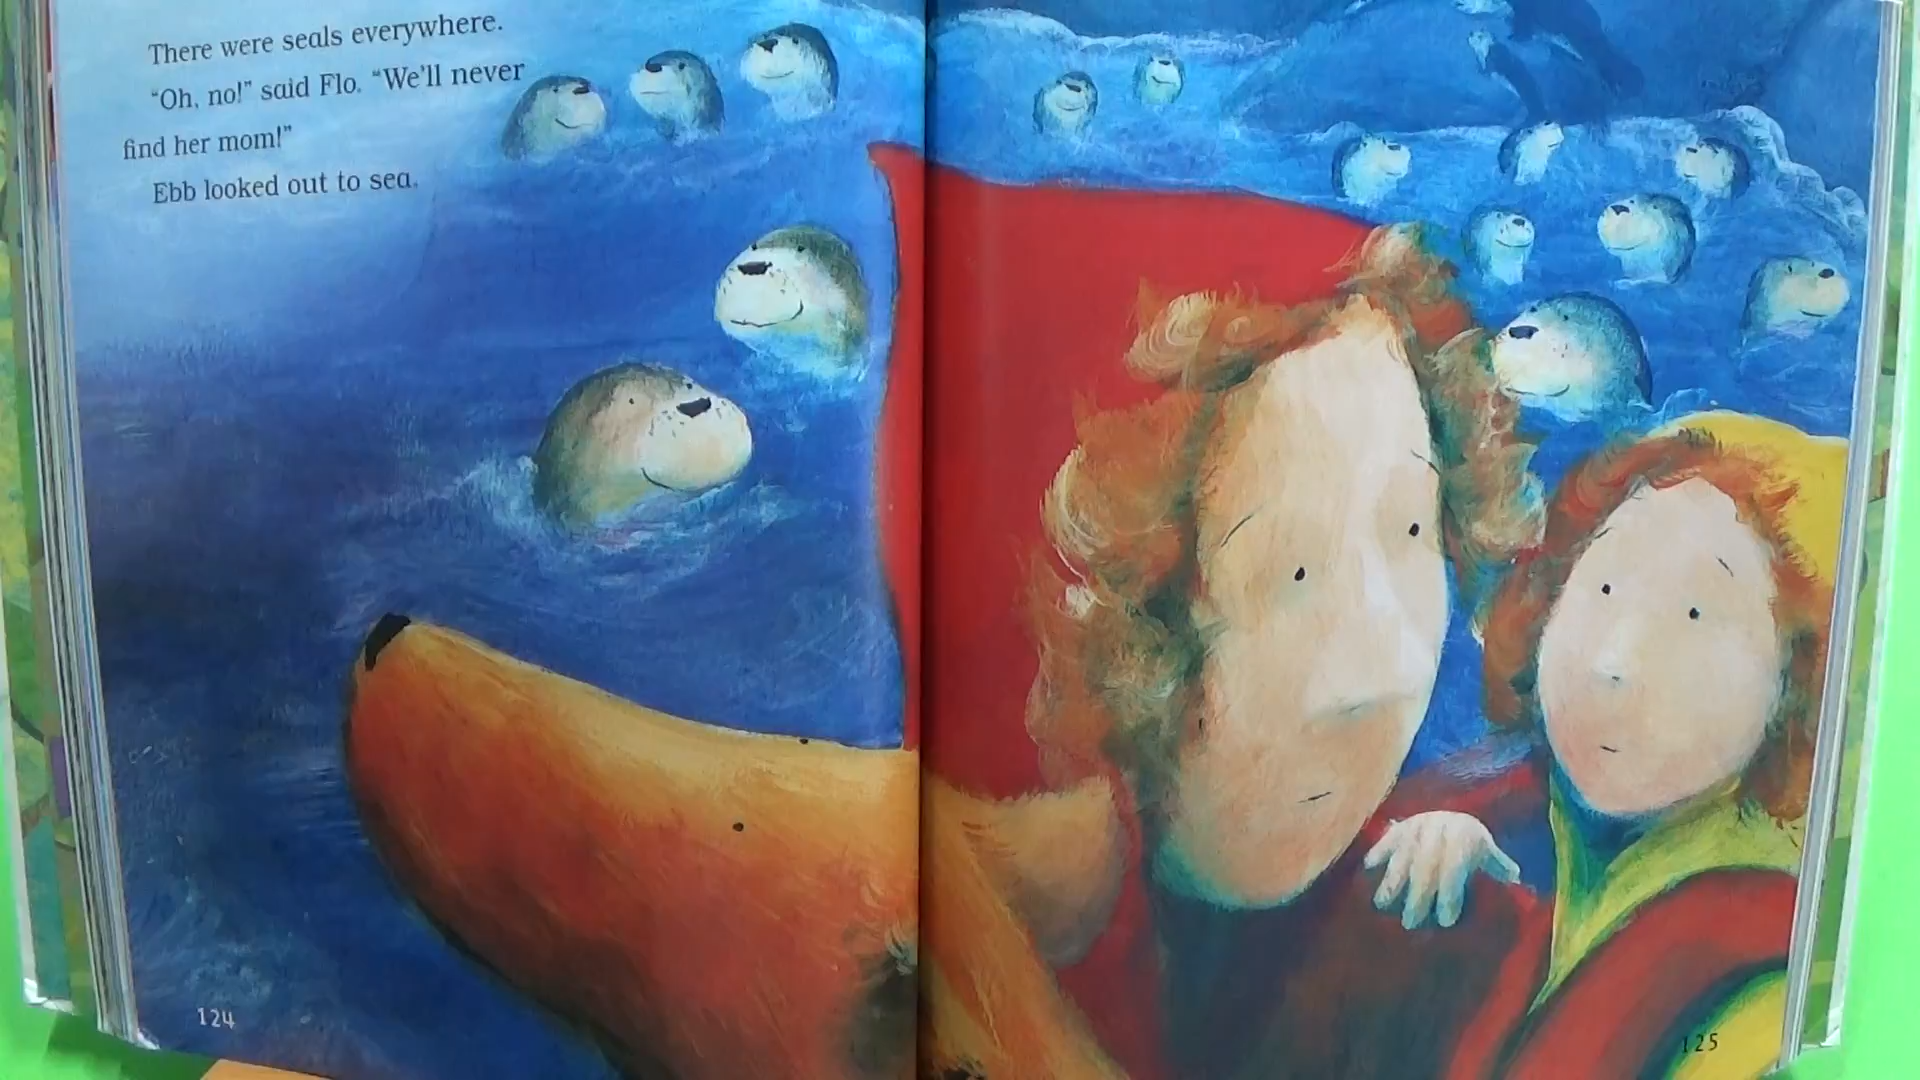 There were seals everywhere.
“Oh, no!” said Flo. “We’ll never
find her mom!”
Ebb looked out to sea.
124
125